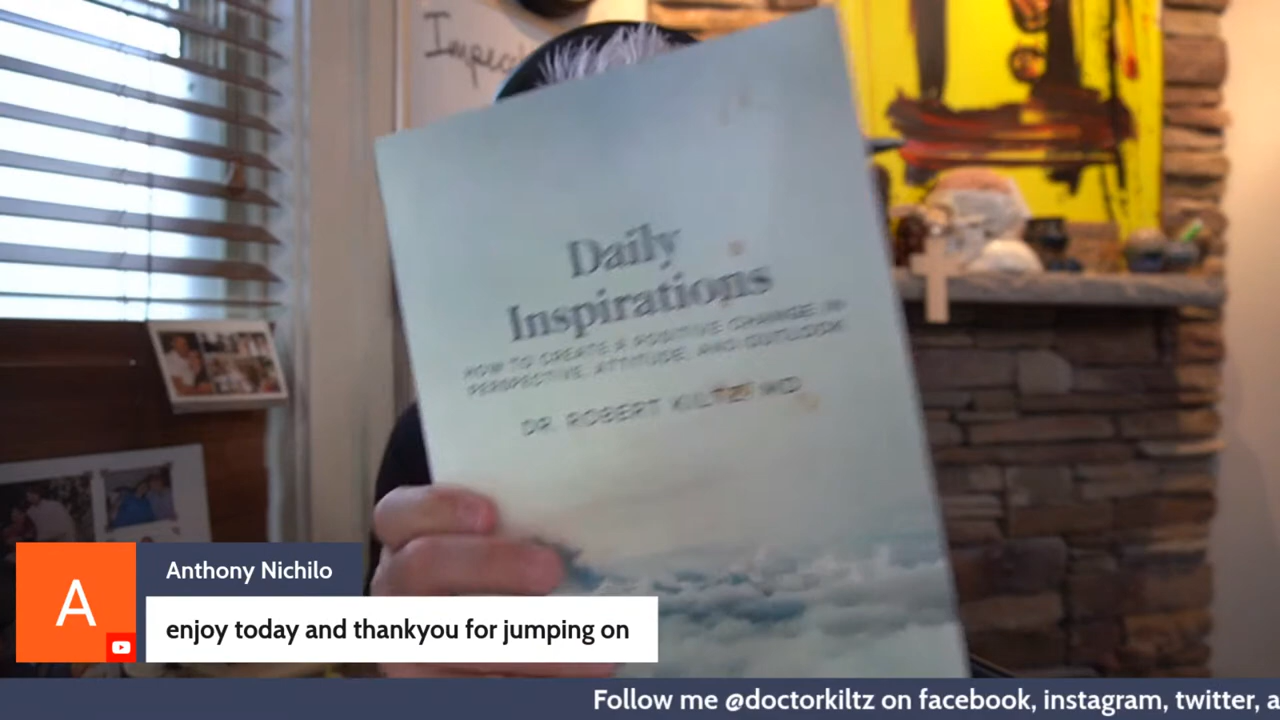 Daily
Inspirations
HOW TO CREATE A POSITIVE CHANGE IN
PERSPECTIVE, ATTITUDE, AND OUTLOOK
DR. ROBERT KILTZ MD
A
Anthony Nichilo
enjoy today and thankyou for jumping on
Follow me @doctorkiltz on facebook, instagram, twitter, a